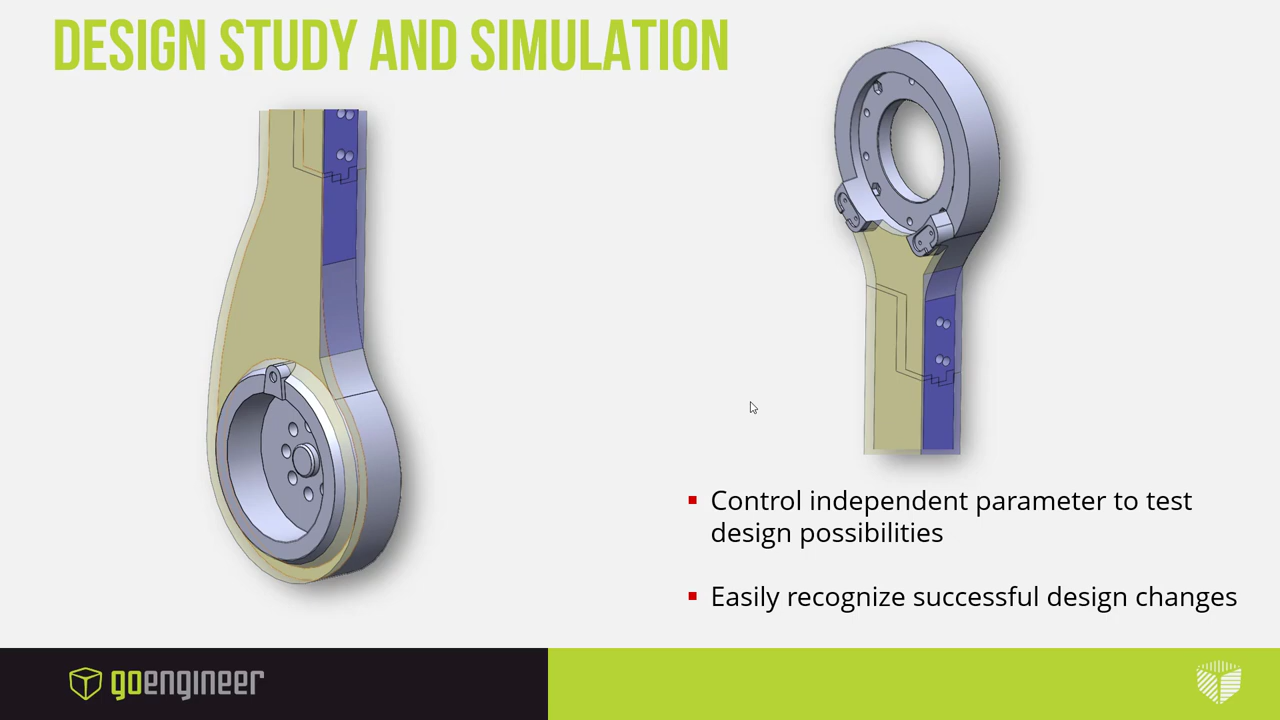 DESIGN STUDY AND SIMULATION
Control independent parameter to test
design possibilities
Easily recognize successful design changes
goengineer